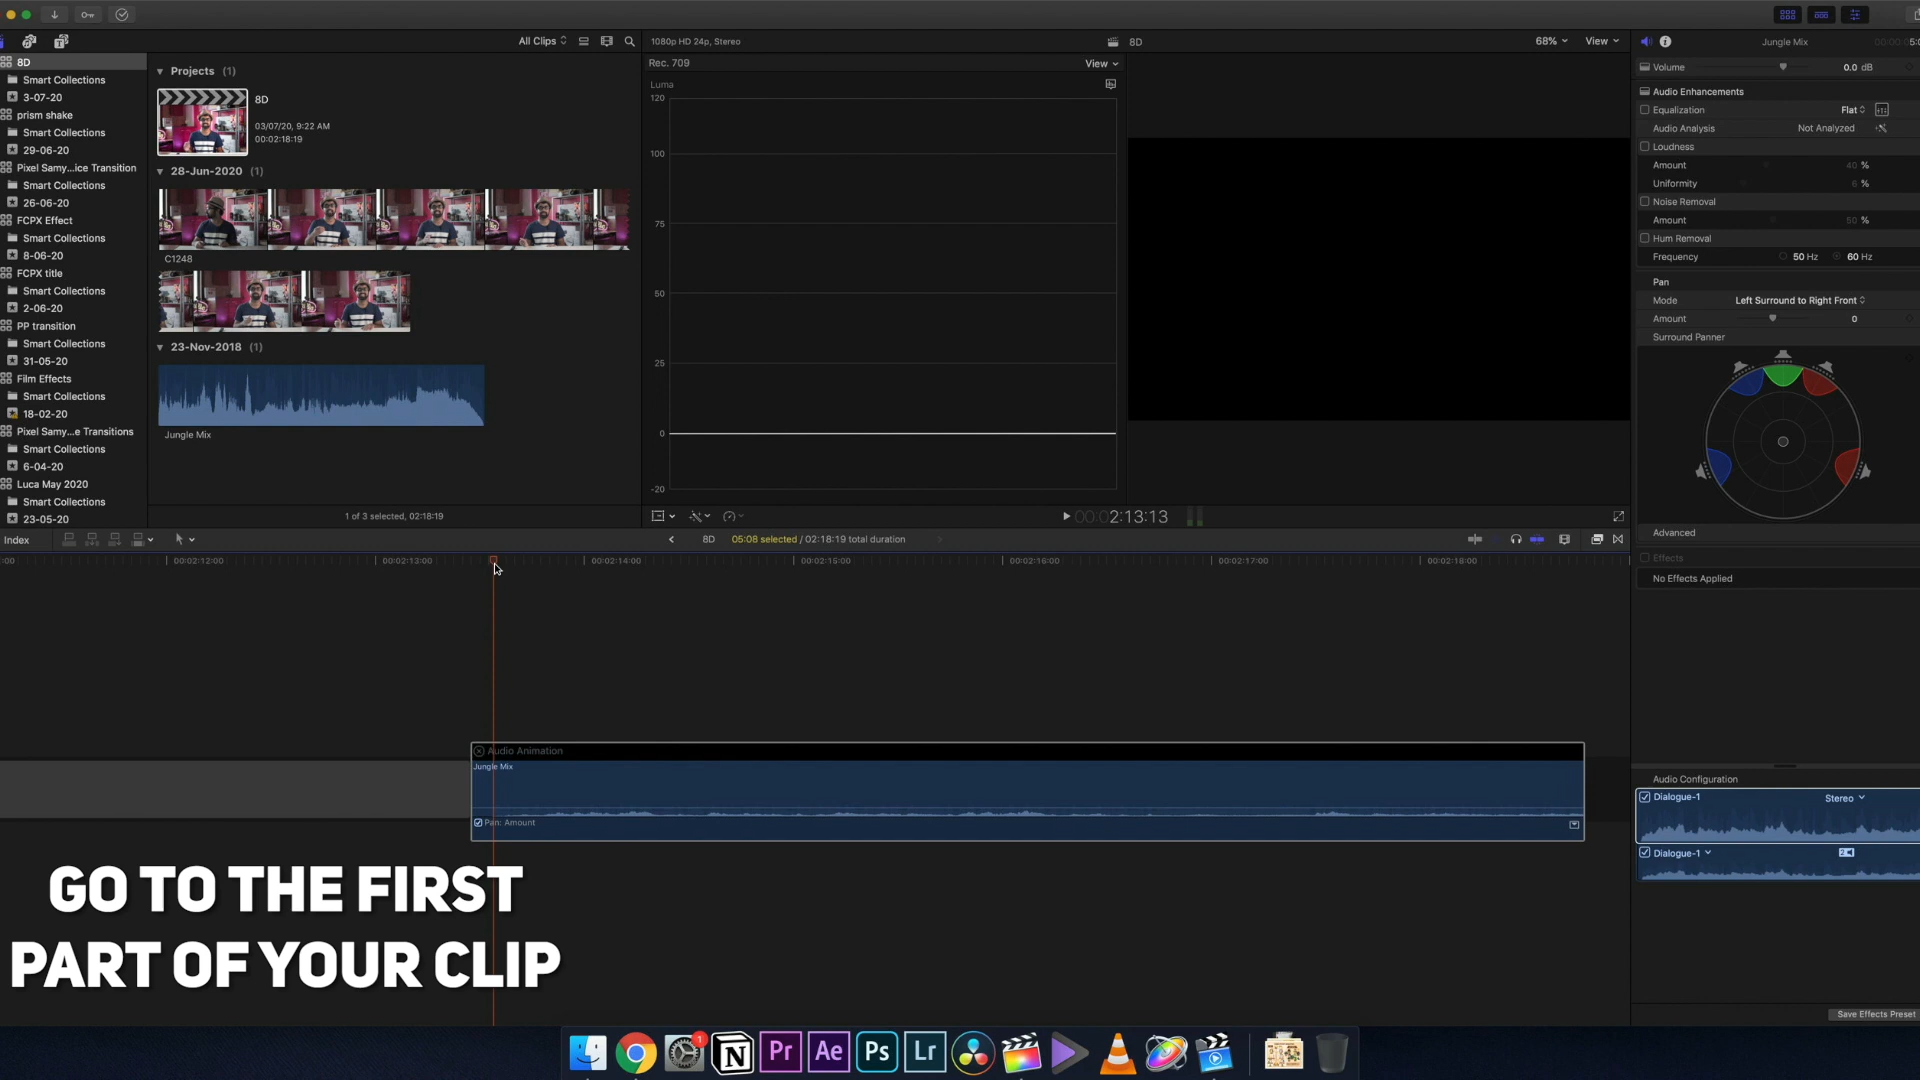 All Clips
1080p HD 24p, Stereo
8D
68%
View
Jungle Mix
Rec. 709
View
Volume
0.0 dB
Luma
120
100
75
50
25
0
-20
8D
Smart Collections
3-07-20
prism shake
Smart Collections
29-06-20
Pixel Samy...ice Transition
Smart Collections
26-06-20
FCPX Effect
Smart Collections
8-06-20
FCPX title
Smart Collections
2-06-20
PP transition
Smart Collections
31-05-20
Film Effects
Smart Collections
18-02-20
Pixel Samy...e Transitions
Smart Collections
6-04-20
Luca May 2020
Smart Collections
23-05-20
Projects (1)
8D
03/07/20, 9:22 AM
00:02:18:19
28-Jun-2020 (1)
C1248
23-Nov-2018 (1)
Jungle Mix
1 of 3 selected, 02:18:19
00:02:13:13
Audio Enhancements
Equalization
Flat
Audio Analysis
Not Analyzed
Loudness
Amount
40 %
Uniformity
6 %
Noise Removal
Amount
50 %
Hum Removal
Frequency
50 Hz
60 Hz
Pan
Mode
Left Surround to Right Front
Amount
0
Surround Panner
Advanced
Effects
No Effects Applied
Index
8D
05:08 selected / 02:18:19 total duration
:00
00:02:12:00
00:02:13:00
00:02:14:00
00:02:15:00
00:02:16:00
00:02:17:00
00:02:18:00
Audio Animation
Jungle Mix
Pan: Amount
Audio Configuration
Dialogue-1
Stereo
Dialogue-1
2
Save Effects Preset
GO TO THE FIRST
PART OF YOUR CLIP
1
N
Pr
Ae
Ps
Lr